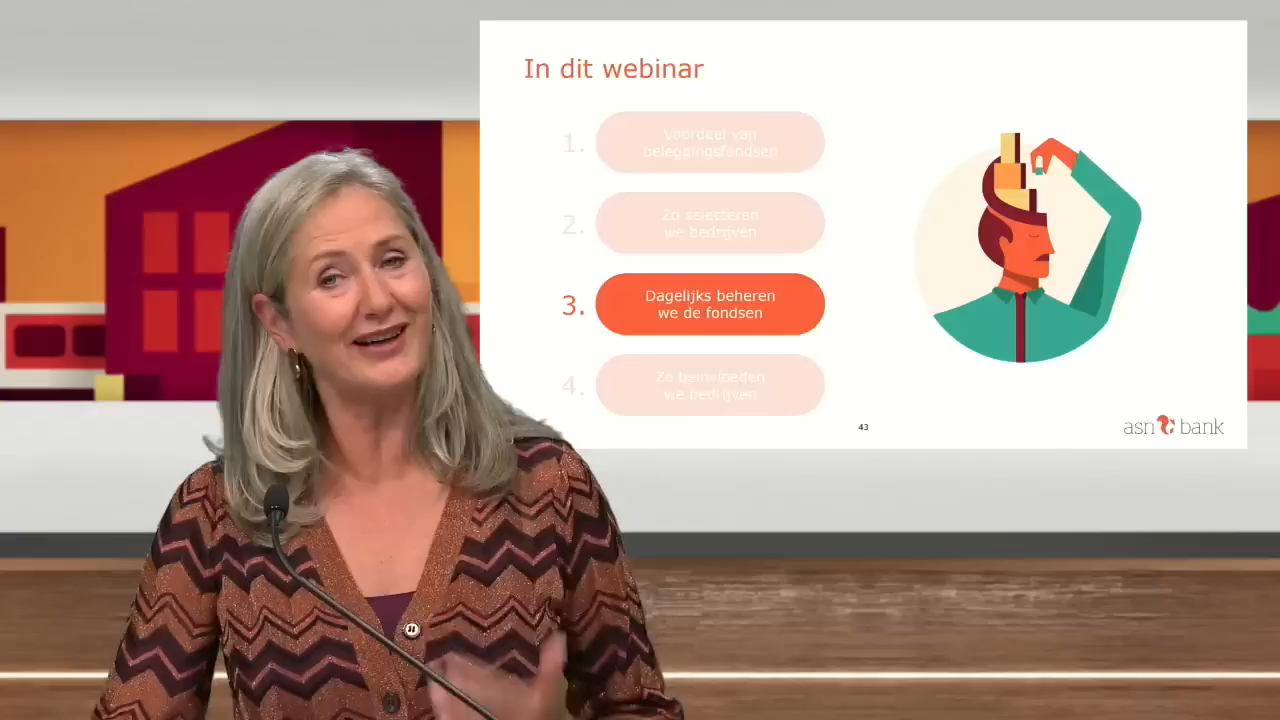 In dit webinar
1.
Voordeel van
beleggingsfondsen
2.
Zo selecteren
we bedrijven
3.
Dagelijks beheren
we de fondsen
4.
Zo beïnvloeden
we bedrijven
43
asn bank